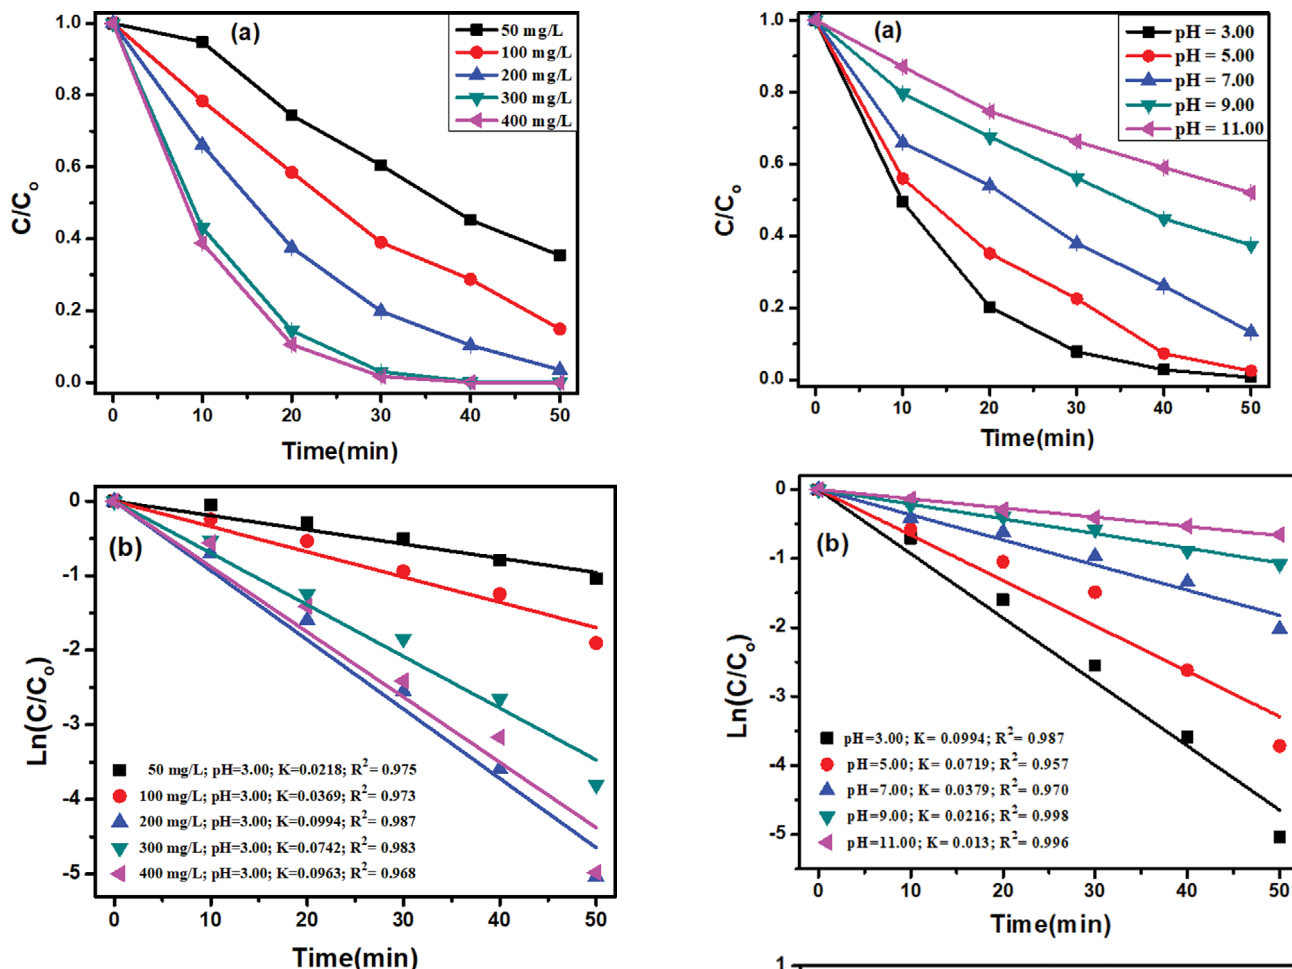 (a)
50 mg/L
100 mg/L
200 mg/L
300 mg/L
400 mg/L
1.0
0.8
0.6
0.4
0.2
0.0
C/Co
0 10 20 30 40 50
Time(min)
(a)
pH = 3.00
pH = 5.00
pH = 7.00
pH = 9.00
pH = 11.00
1.0
0.8
0.6
0.4
0.2
0.0
C/Co
0 10 20 30 40 50
Time(min)
(b)
0
-1
-2
-3
-4
-5
Ln(C/Co)
50 mg/L; pH=3.00; K=0.0218; R2= 0.975
100 mg/L; pH=3.00; K=0.0369; R2= 0.973
200 mg/L; pH=3.00; K=0.0994; R2= 0.987
300 mg/L; pH=3.00; K=0.0742; R2= 0.983
400 mg/L; pH=3.00; K=0.0963; R2= 0.968
0 10 20 30 40 50
Time(min)
(b)
0
-1
-2
-3
-4
-5
Ln(C/Co)
pH=3.00; K= 0.0994; R2= 0.987
pH=5.00; K= 0.0719; R2= 0.957
pH=7.00; K= 0.0379; R2= 0.970
pH=9.00; K= 0.0216; R2= 0.998
pH=11.00; K= 0.013; R2= 0.996
0 10 20 30 40 50
Time(min)
1